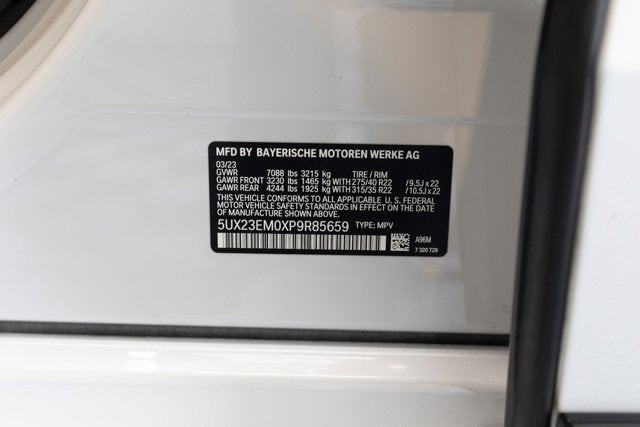 MFD BY BAYERISCHE MOTOREN WERKE AG
03/23
GVWR 7088 lbs 3215 kg TIRE / RIM
GAWR FRONT 3230 lbs 1465 kg WITH 275/40 R22 / 9.5J x 22
GAWR REAR 4244 lbs 1925 kg WITH 315/35 R22 / 10.5J x 22
THIS VEHICLE CONFORMS TO ALL APPLICABLE U. S. FEDERAL
MOTOR VEHICLE SAFETY STANDARDS IN EFFECT ON THE DATE
OF MANUFACTURE SHOWN ABOVE.
5UX23EM0XP9R85659 TYPE: MPV
A96M
7 320 729